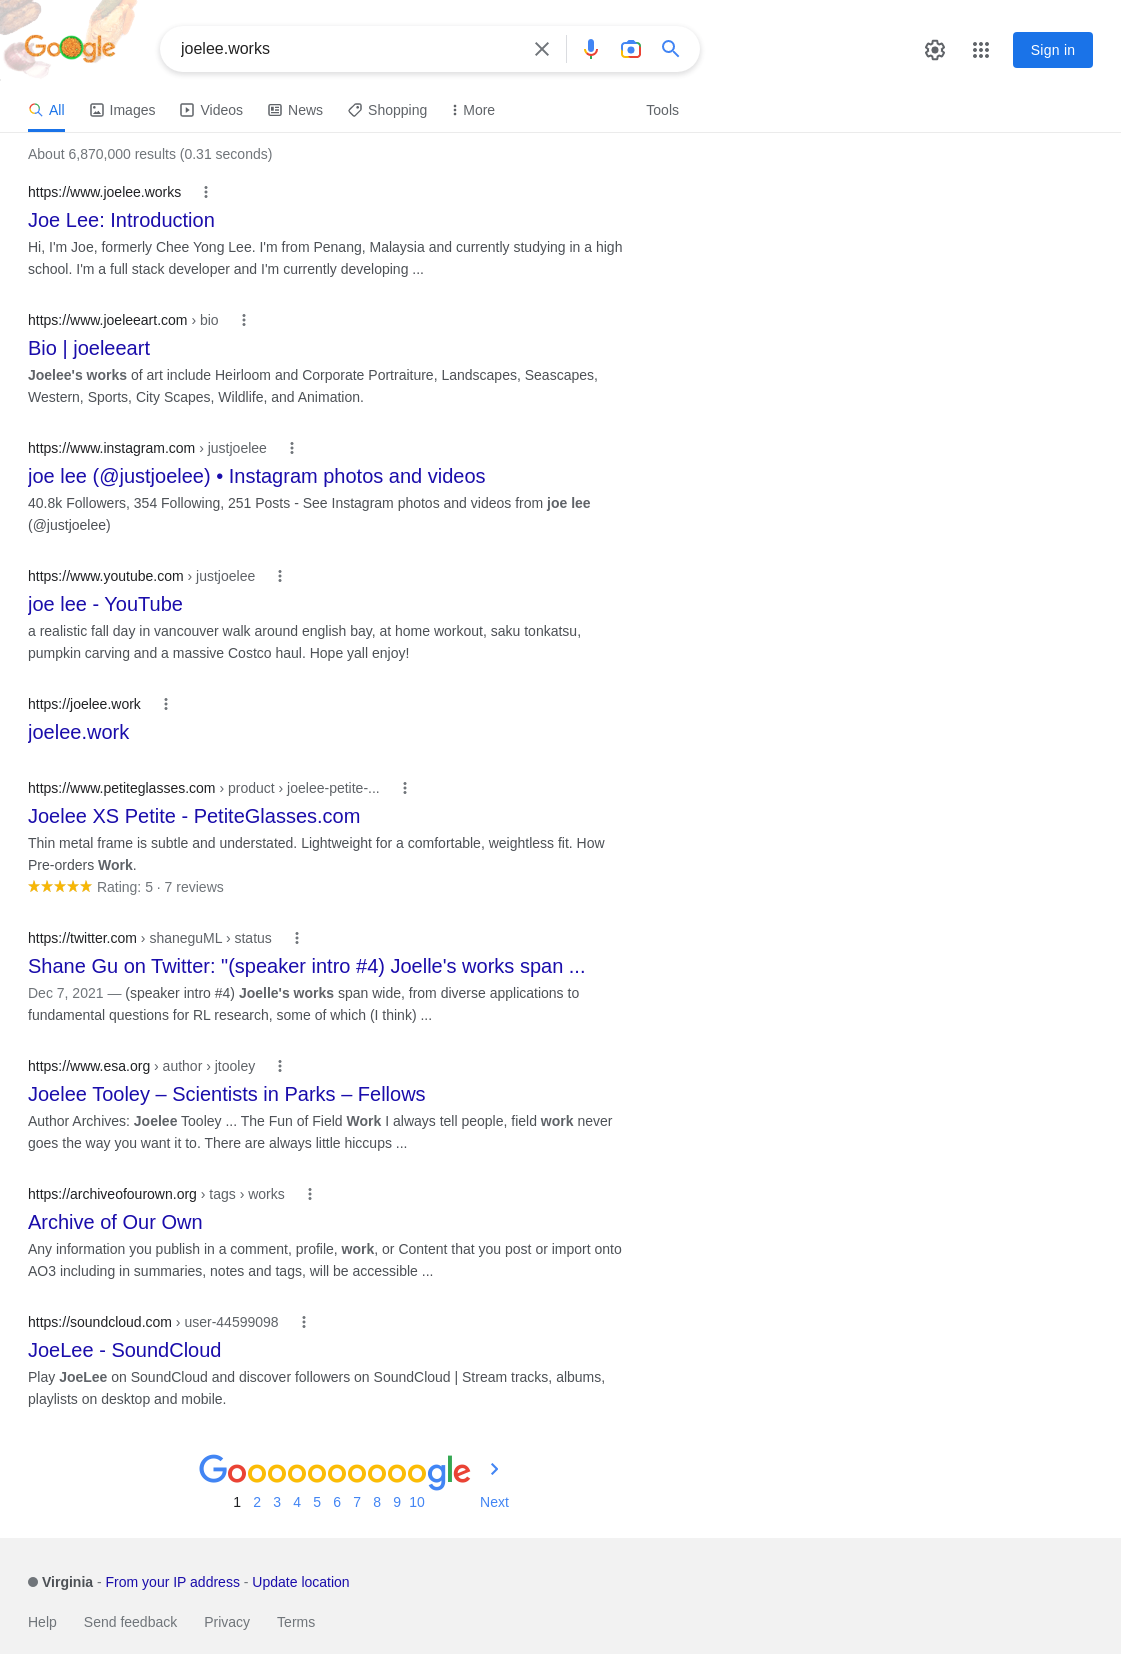 Google
joelee.works
Sign in
All Images Videos News Shopping More Tools
About 6,870,000 results (0.31 seconds)
https://www.joelee.works
Joe Lee: Introduction
Hi, I'm Joe, formerly Chee Yong Lee. I'm from Penang, Malaysia and currently studying in a high
school. I'm a full stack developer and I'm currently developing ...
https://www.joeleeart.com › bio
Bio | joeleeart
Joelee's works of art include Heirloom and Corporate Portraiture, Landscapes, Seascapes,
Western, Sports, City Scapes, Wildlife, and Animation.
https://www.instagram.com › justjoelee
joe lee (@justjoelee) • Instagram photos and videos
40.8k Followers, 354 Following, 251 Posts - See Instagram photos and videos from joe lee
(@justjoelee)
https://www.youtube.com › justjoelee
joe lee - YouTube
a realistic fall day in vancouver walk around english bay, at home workout, saku tonkatsu,
pumpkin carving and a massive Costco haul. Hope yall enjoy!
https://joelee.work
joelee.work
https://www.petiteglasses.com › product › joelee-petite-...
Joelee XS Petite - PetiteGlasses.com
Thin metal frame is subtle and understated. Lightweight for a comfortable, weightless fit. How
Pre-orders Work.
Rating: 5 · 7 reviews
https://twitter.com › shaneguML › status
Shane Gu on Twitter: "(speaker intro #4) Joelle's works span ...
Dec 7, 2021 — (speaker intro #4) Joelle's works span wide, from diverse applications to
fundamental questions for RL research, some of which (I think) ...
https://www.esa.org › author › jtooley
Joelee Tooley – Scientists in Parks – Fellows
Author Archives: Joelee Tooley ... The Fun of Field Work I always tell people, field work never
goes the way you want it to. There are always little hiccups ...
https://archiveofourown.org › tags › works
Archive of Our Own
Any information you publish in a comment, profile, work, or Content that you post or import onto
AO3 including in summaries, notes and tags, will be accessible ...
https://soundcloud.com › user-44599098
JoeLee - SoundCloud
Play JoeLee on SoundCloud and discover followers on SoundCloud | Stream tracks, albums,
playlists on desktop and mobile.
Goooooooooogle
1 2 3 4 5 6 7 8 9 10 Next
Virginia - From your IP address - Update location
Help Send feedback Privacy Terms